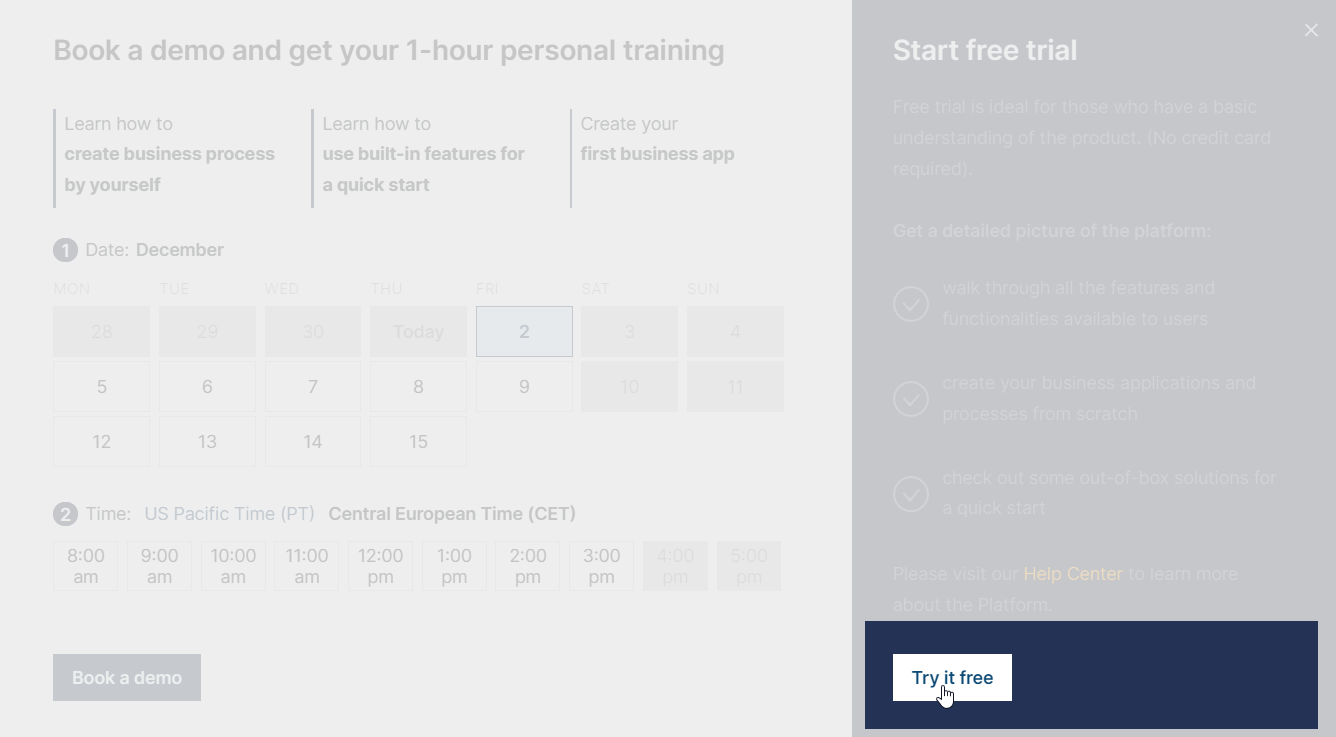 Book a demo and get your 1-hour personal training
Learn how to
create business process
by yourself
Learn how to
use built-in features for
a quick start
Create your
first business app
1 Date: December
MON TUE WED THU FRI SAT SUN
28 29 30 Today 2 3 4
5 6 7 8 9 10 11
12 13 14 15
2 Time: US Pacific Time (PT) Central European Time (CET)
8:00 am 9:00 am 10:00 am 11:00 am 12:00 pm 1:00 pm 2:00 pm 3:00 pm 4:00 pm 5:00 pm
Book a demo
Start free trial
Free trial is ideal for those who have a basic
understanding of the product. (No credit card
required).
Get a detailed picture of the platform:
walk through all the features and
functionalities available to users
create your business applications and
processes from scratch
check out some out-of-box solutions for
a quick start
Please visit our Help Center to learn more
about the Platform.
Try it free